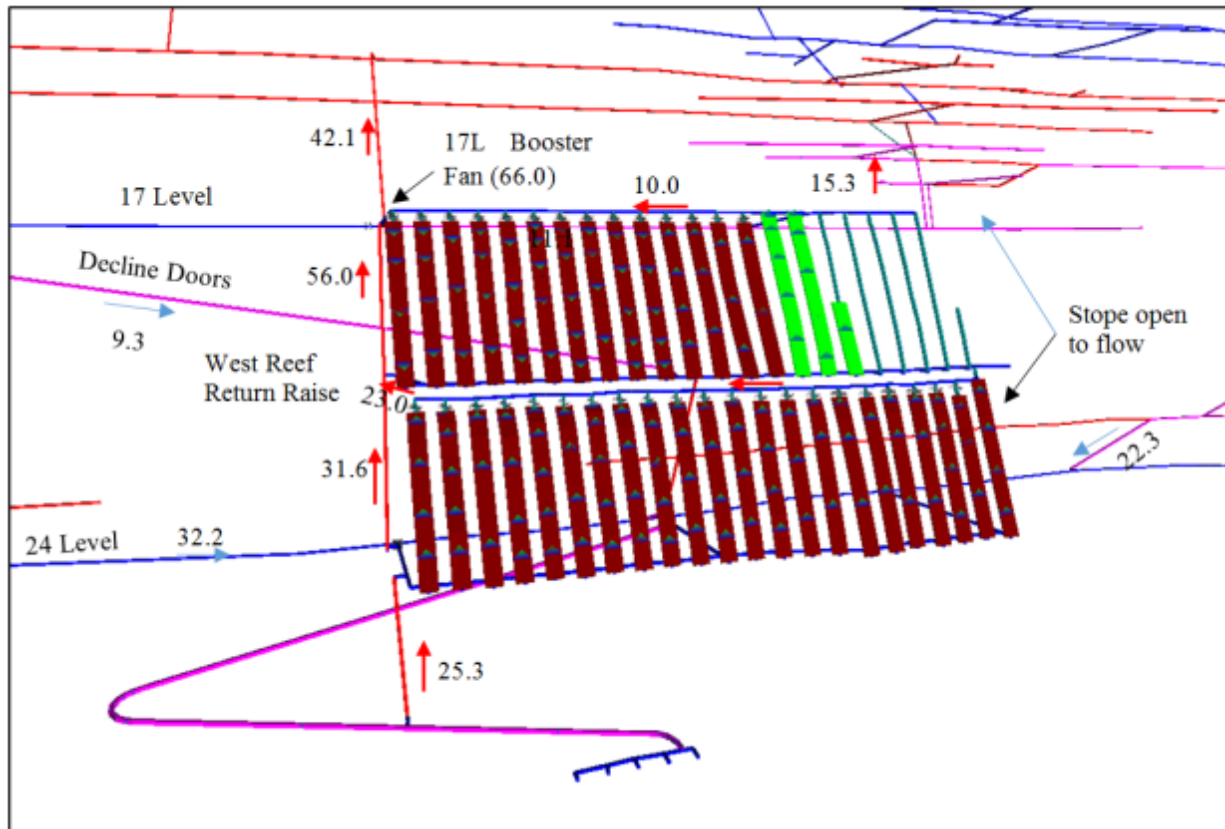 42.1
17L Booster
Fan (66.0)
10.0
15.3
17 Level
11.1
Decline Doors
56.0
9.3
Stope open
to flow
West Reef
Return Raise
23.0
31.6
22.3
24 Level
32.2
25.3